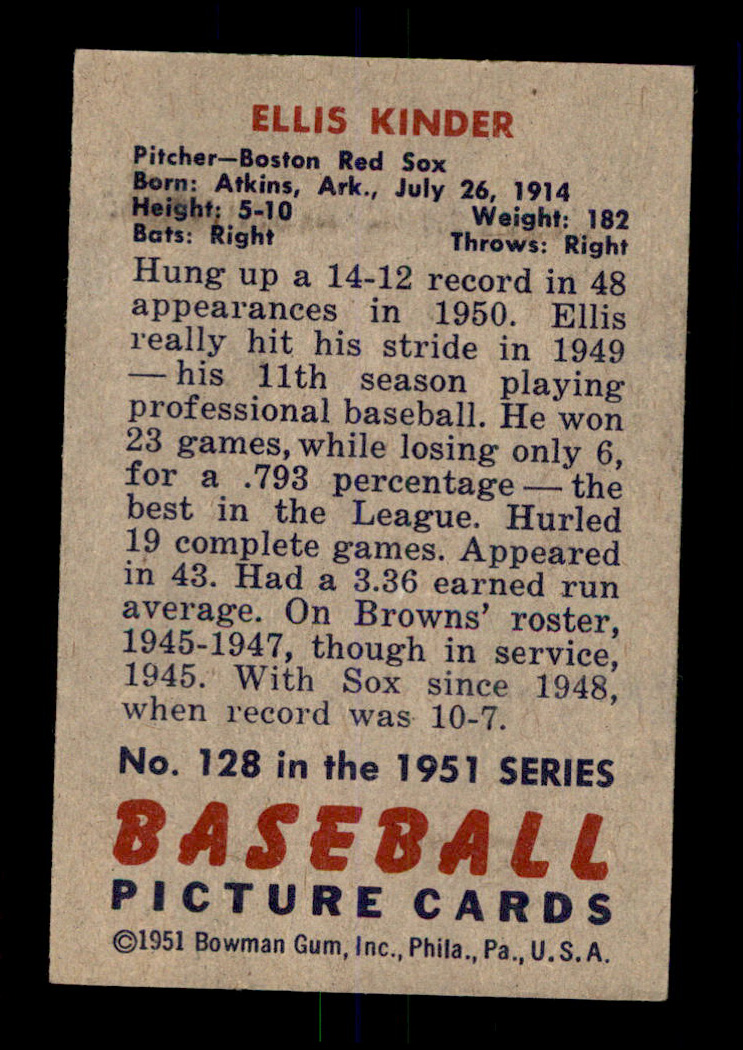 ELLIS KINDER
Pitcher—Boston Red Sox
Born: Atkins, Ark., July 26, 1914
Height: 5-10 Weight: 182
Bats: Right Throws: Right
Hung up a 14-12 record in 48
appearances in 1950. Ellis
really hit his stride in 1949
— his 11th season playing
professional baseball. He won
23 games, while losing only 6,
for a .793 percentage — the
best in the League. Hurled
19 complete games. Appeared
in 43. Had a 3.36 earned run
average. On Browns' roster,
1945-1947, though in service,
1945. With Sox since 1948,
when record was 10-7.
No. 128 in the 1951 SERIES
BASEBALL
PICTURE CARDS
©1951 Bowman Gum, Inc., Phila., Pa., U.S.A.